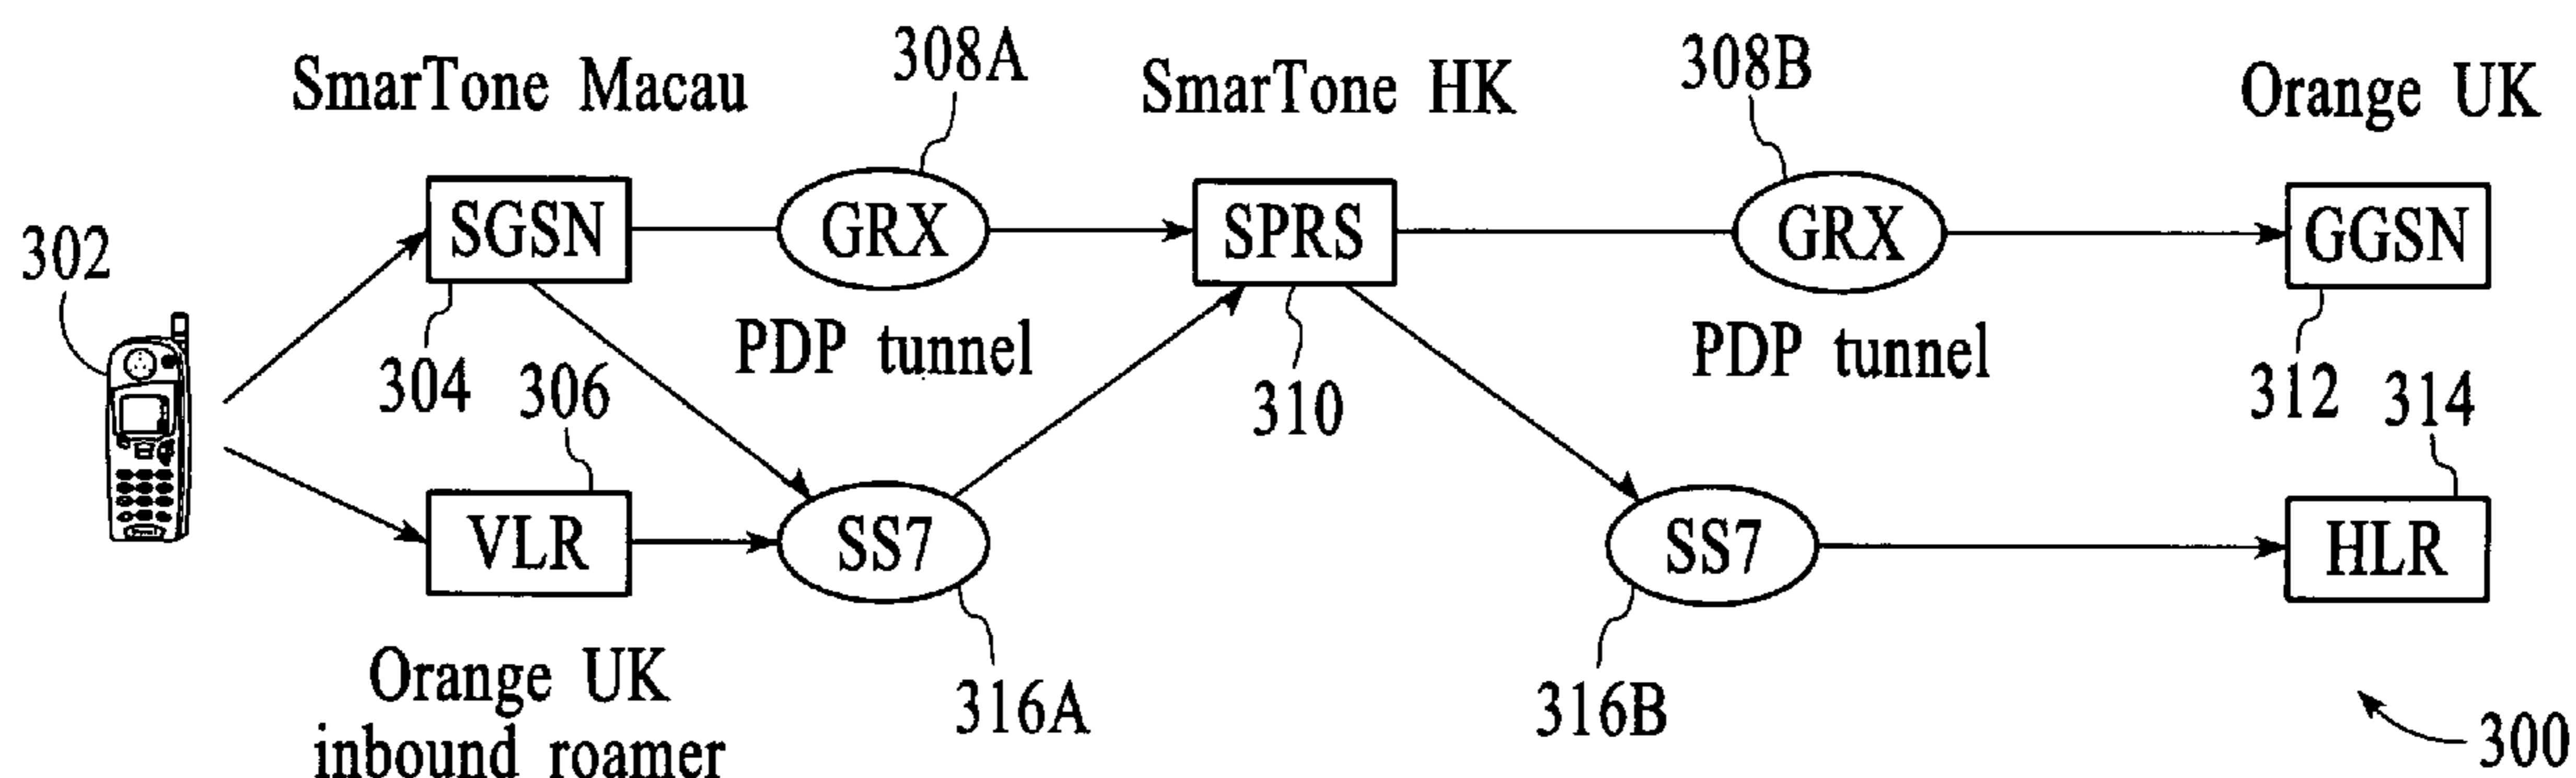 308A
308B
SmarTone Macau
SmarTone HK
Orange UK
302
SGSN
GRX
SPRS
GRX
GGSN
304
306
PDP tunnel
310
PDP tunnel
312
314
VLR
SS7
SS7
HLR
Orange UK
inbound roamer
316A
316B
300